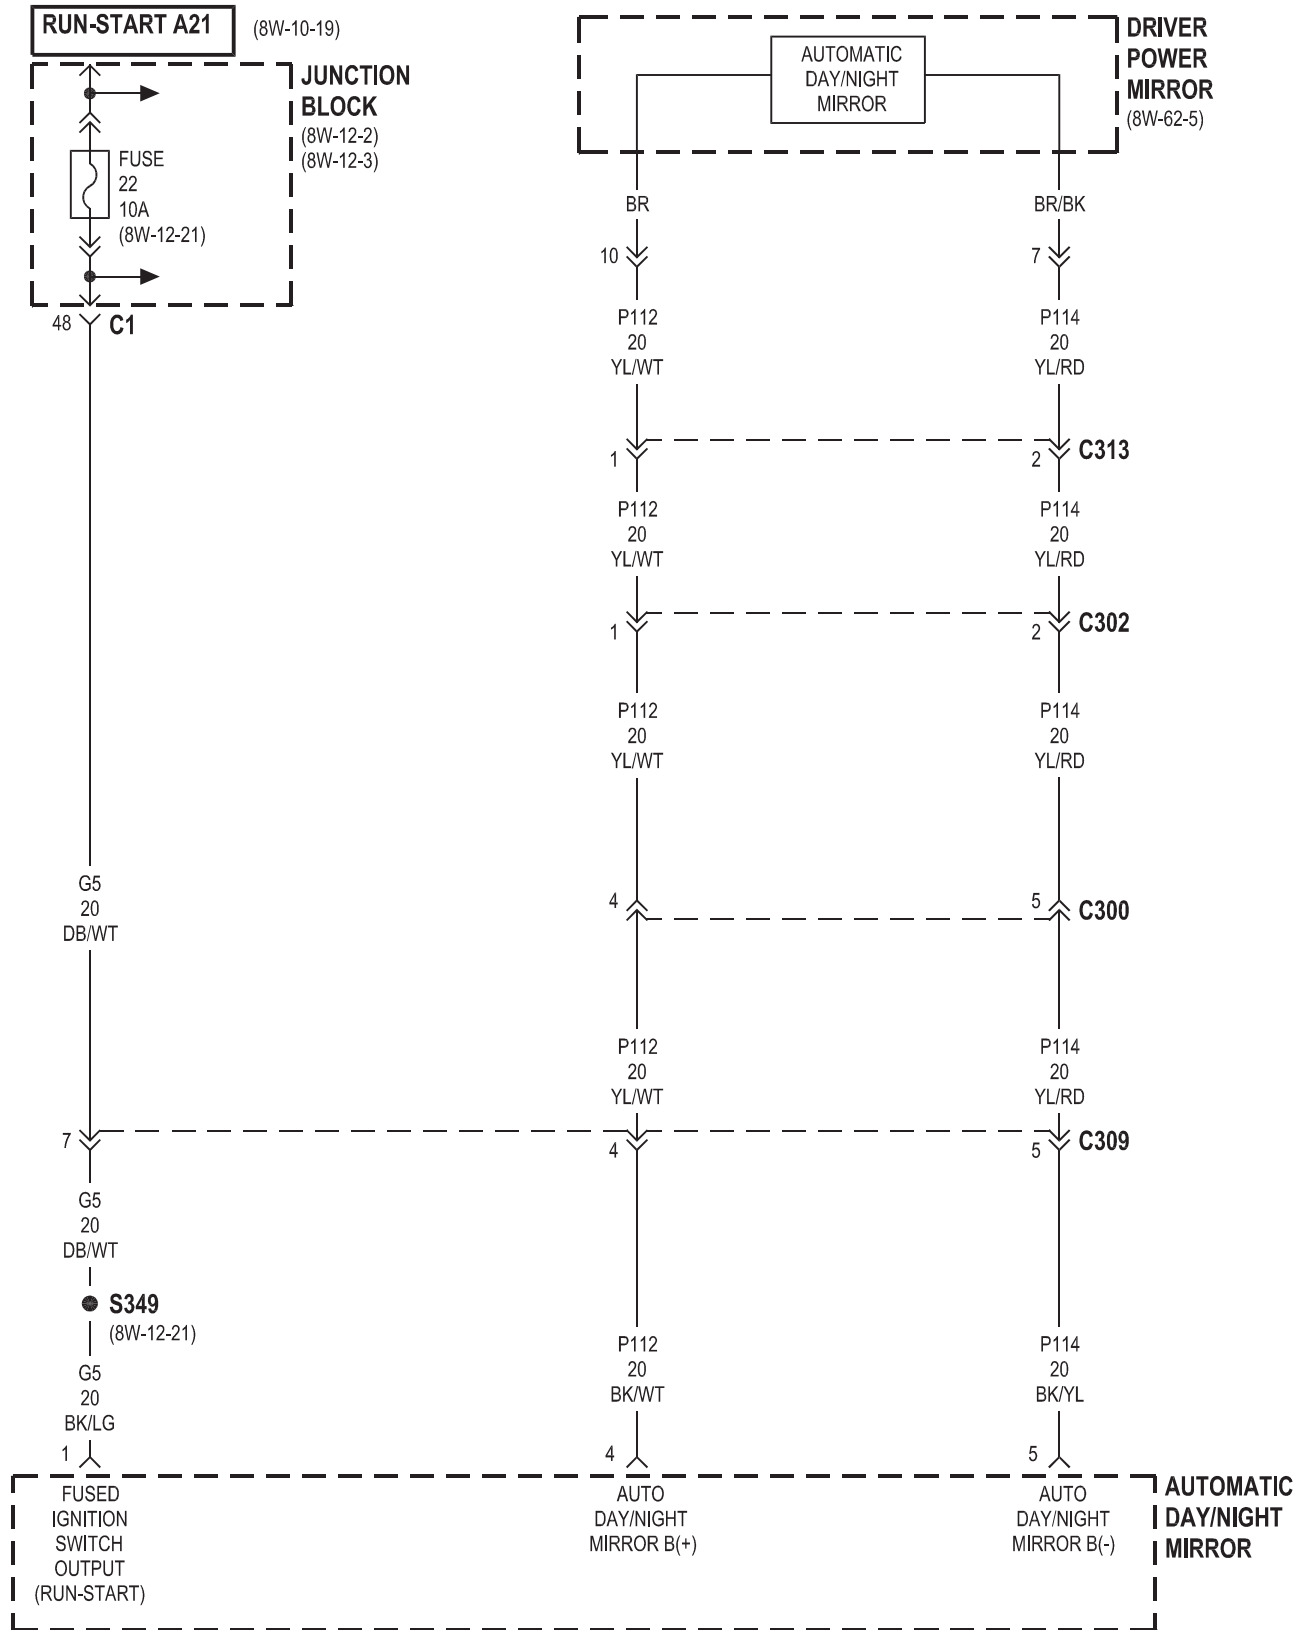 RUN-START A21
(8W-10-19)
JUNCTION
BLOCK
(8W-12-2)
(8W-12-3)
FUSE
22
10A
(8W-12-21)
48
C1
DRIVER
POWER
MIRROR
(8W-62-5)
AUTOMATIC
DAY/NIGHT
MIRROR
BR
BR/BK
10
7
P112
20
YL/WT
P114
20
YL/RD
1
2
C313
P112
20
YL/WT
P114
20
YL/RD
1
2
C302
P112
20
YL/WT
P114
20
YL/RD
4
5
C300
G5
20
DB/WT
P112
20
YL/WT
P114
20
YL/RD
7
4
5
C309
G5
20
DB/WT
S349
(8W-12-21)
G5
20
BK/LG
P112
20
BK/WT
P114
20
BK/YL
1
4
5
FUSED
IGNITION
SWITCH
OUTPUT
(RUN-START)
AUTO
DAY/NIGHT
MIRROR B(+)
AUTO
DAY/NIGHT
MIRROR B(-)
AUTOMATIC
DAY/NIGHT
MIRROR